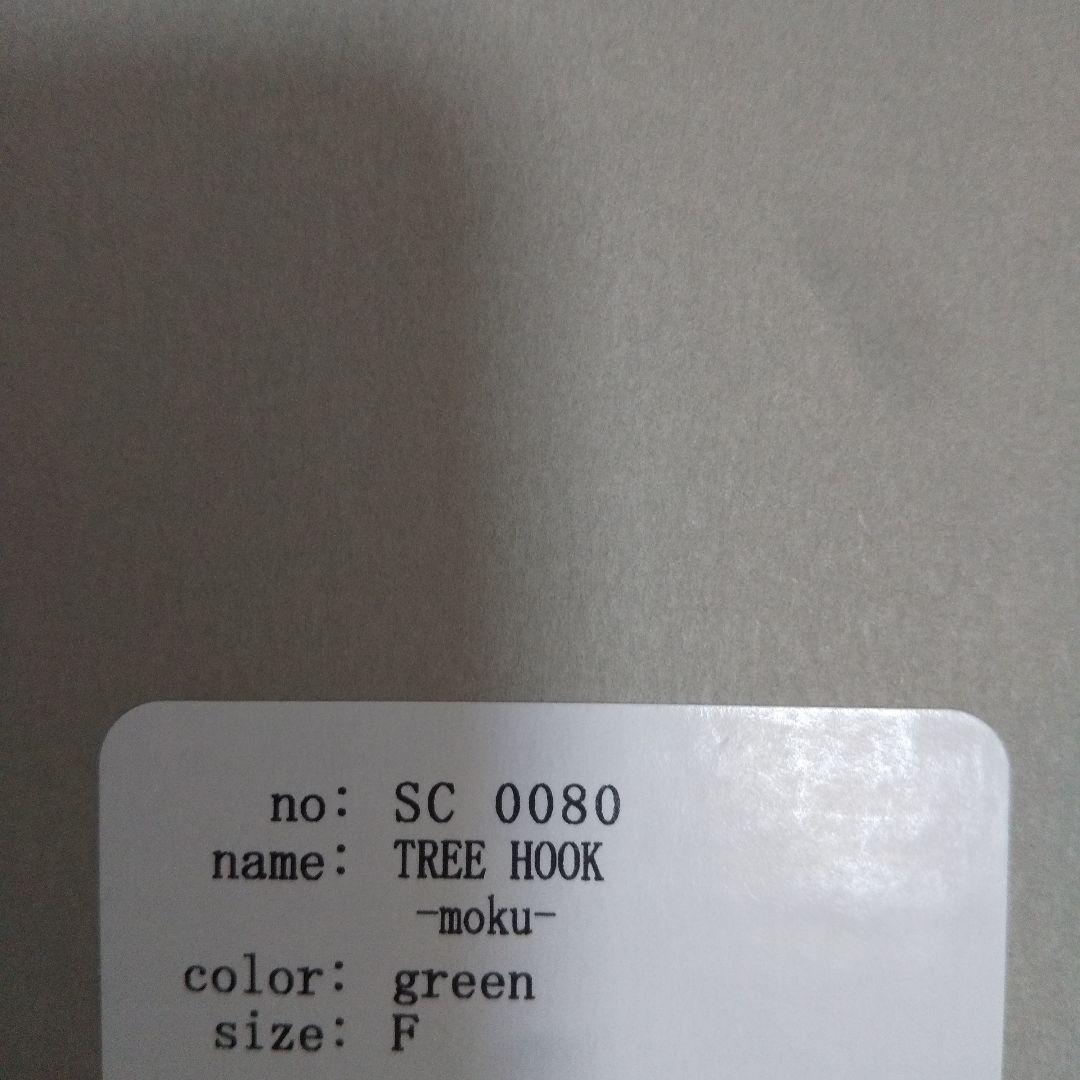 no: SC 0080
name: TREE HOOK
-moku-
color: green
size: F